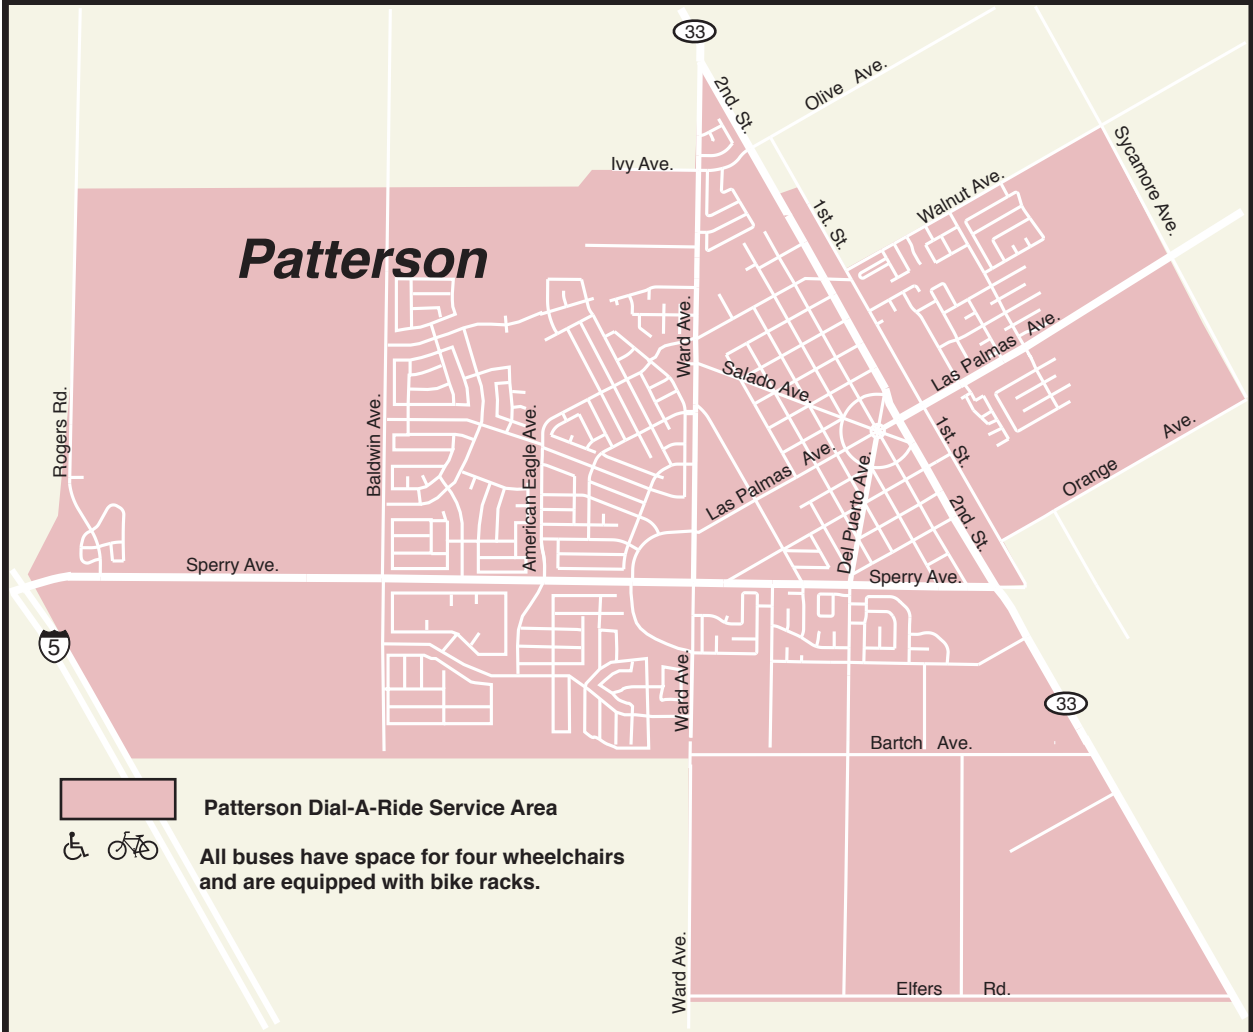 33
2nd. St.
Olive Ave.
Ivy Ave.
Sycamore Ave.
Walnut Ave.
1st. St.
Patterson
Ward Ave.
Las Palmas Ave.
Salado Ave.
Rogers Rd.
Baldwin Ave.
American Eagle Ave.
Las Palmas Ave.
Del Puerto Ave.
1st. St.
Orange Ave.
2nd. St.
Sperry Ave.
Sperry Ave.
5
Ward Ave.
33
Bartch Ave.
Patterson Dial-A-Ride Service Area
All buses have space for four wheelchairs
and are equipped with bike racks.
Ward Ave.
Elfers Rd.